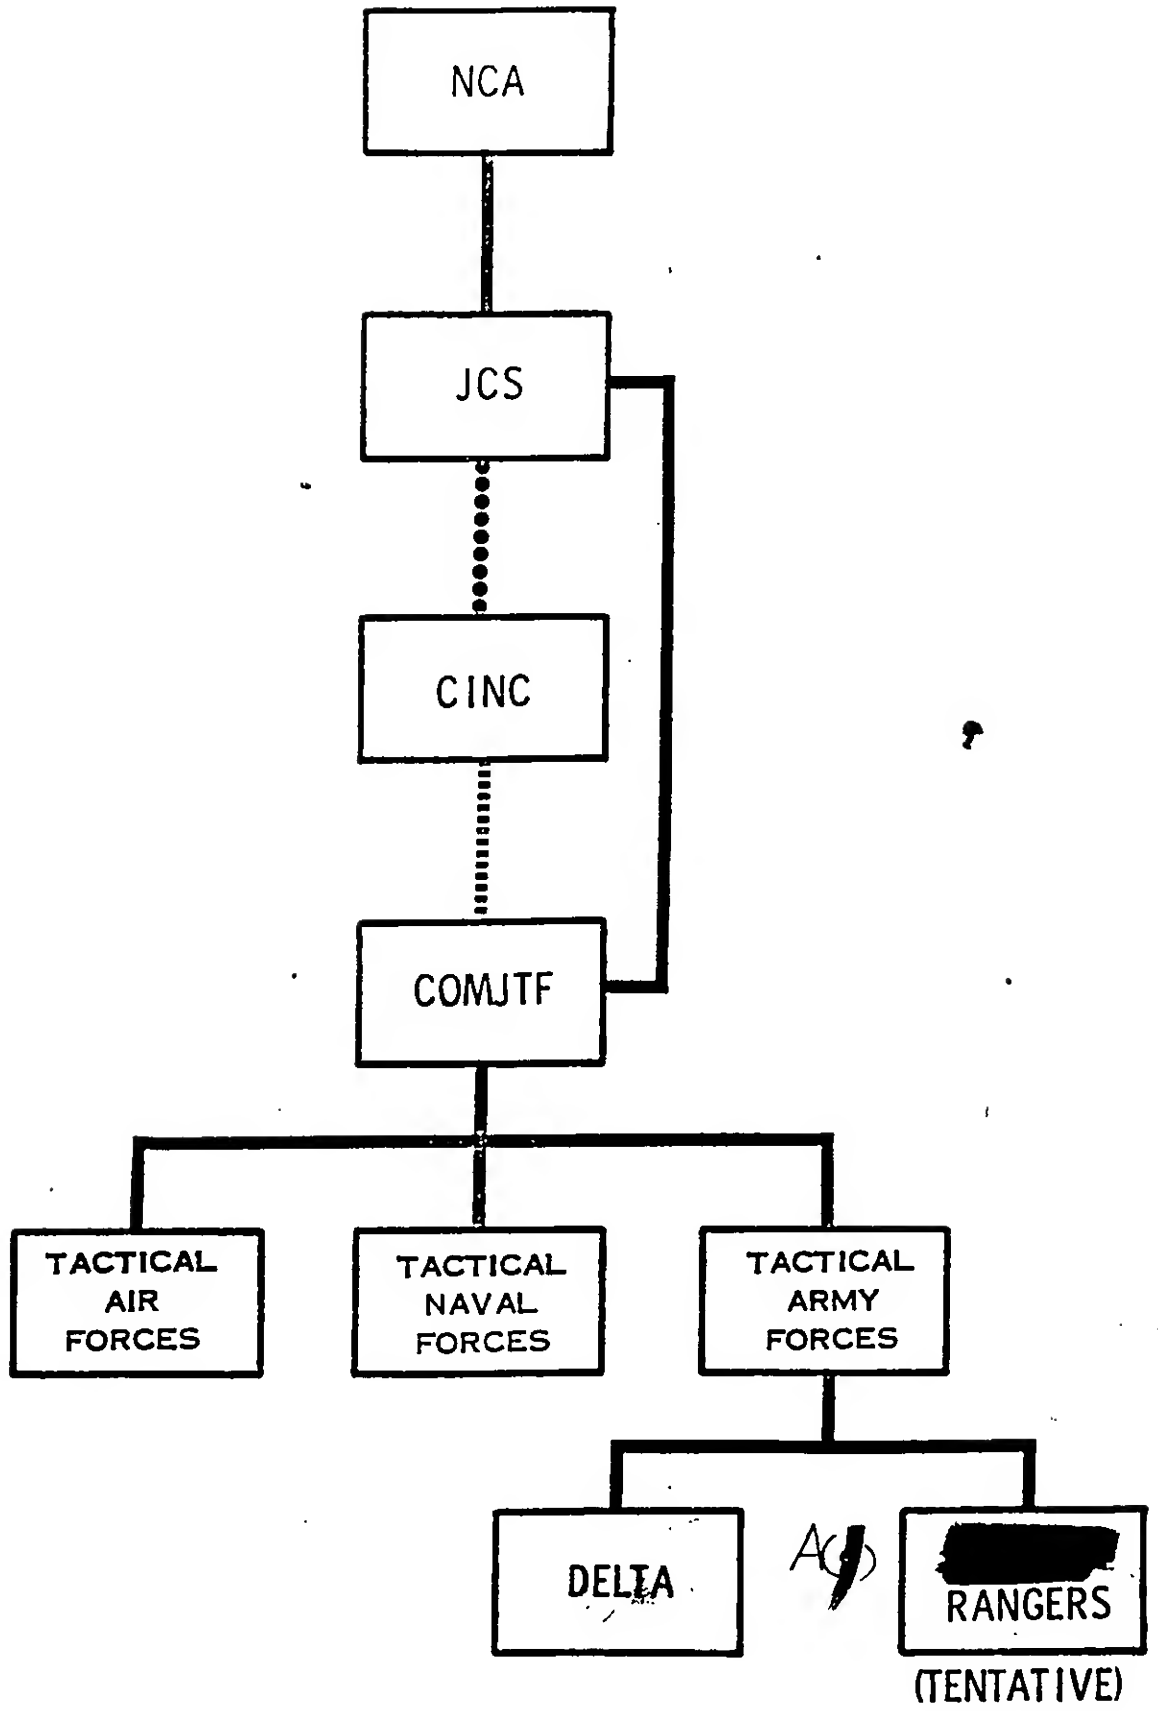 NCA
JCS
CINC
COMJTF
TACTICAL
AIR
FORCES
TACTICAL
NAVAL
FORCES
TACTICAL
ARMY
FORCES
DELTA
RANGERS
(TENTATIVE)